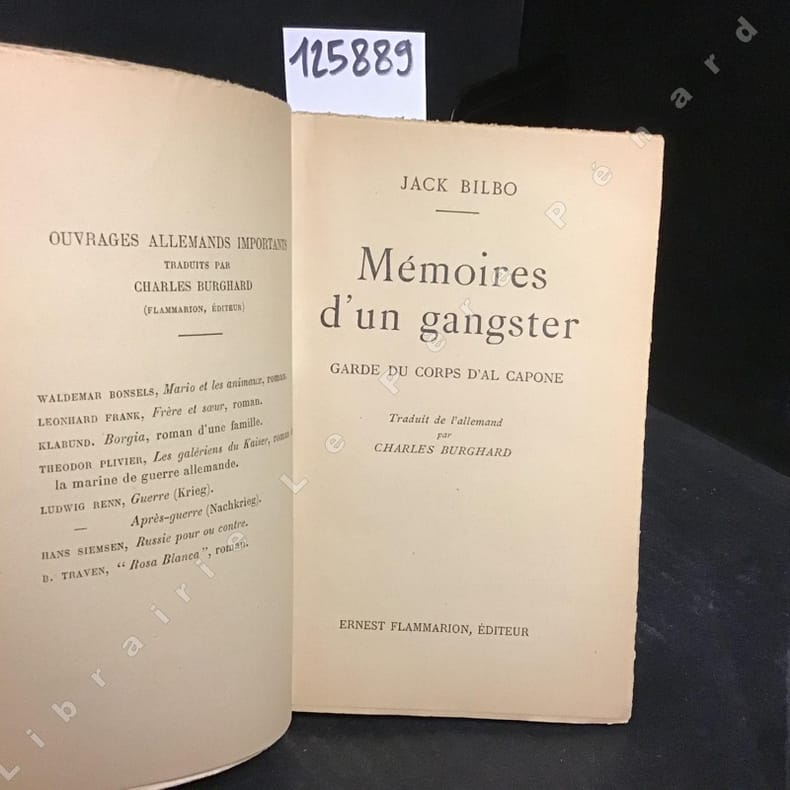 125889
OUVRAGES ALLEMANDS IMPORTANTS
TRADUITS PAR
CHARLES BURGHARD
(FLAMMARION, ÉDITEUR)
WALDEMAR BONSELS, Mario et les animaux, roman.
LEONHARD FRANK, Frère et sœur, roman.
KLABUND. Borgia, roman d'une famille.
THEODOR PLIVIER, Les galériens du Kaiser, roman
la marine de guerre allemande.
LUDWIG RENN, Guerre (Krieg).
— Après-guerre (Nachkrieg).
HANS SIEMSEN, Russie pour ou contre.
B. TRAVEN, "Rosa Blanca", roman.
JACK BILBO
Mémoires
d'un gangster
GARDE DU CORPS D'AL CAPONE
Traduit de l'allemand
par
CHARLES BURGHARD
ERNEST FLAMMARION, ÉDITEUR
Librairie Le Père Pénard